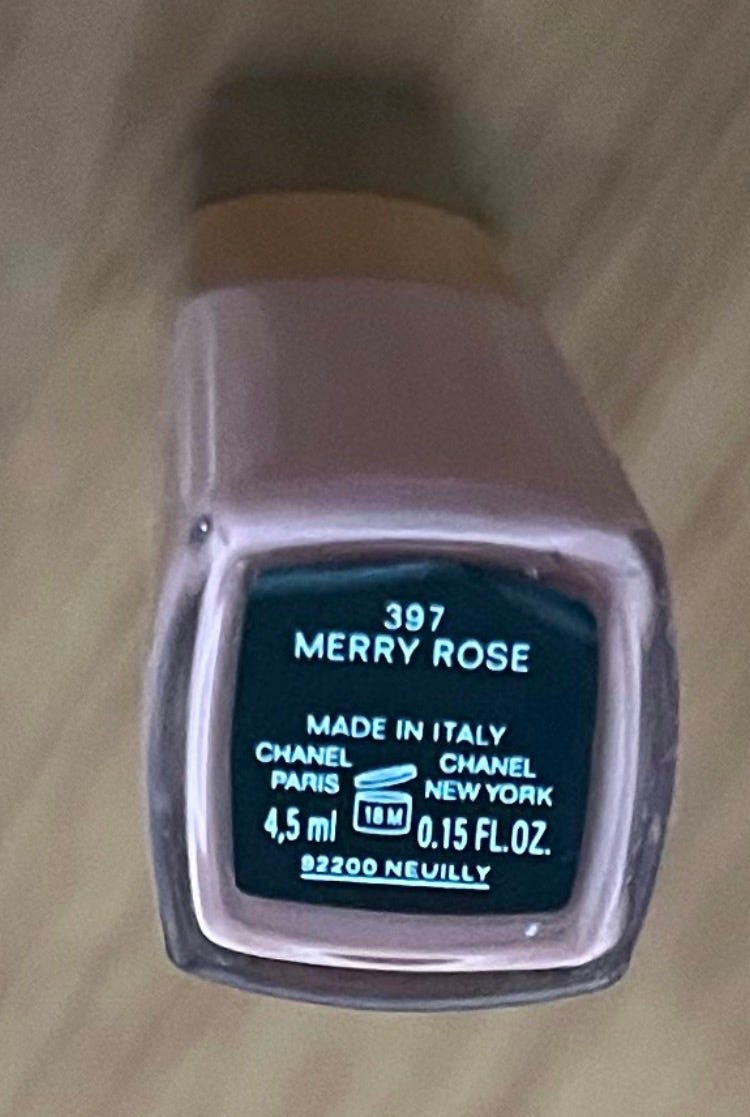 397
MERRY ROSE
MADE IN ITALY
CHANEL PARIS
CHANEL NEW YORK
18M
4,5 ml 0.15 FL.OZ.
92200 NEUILLY